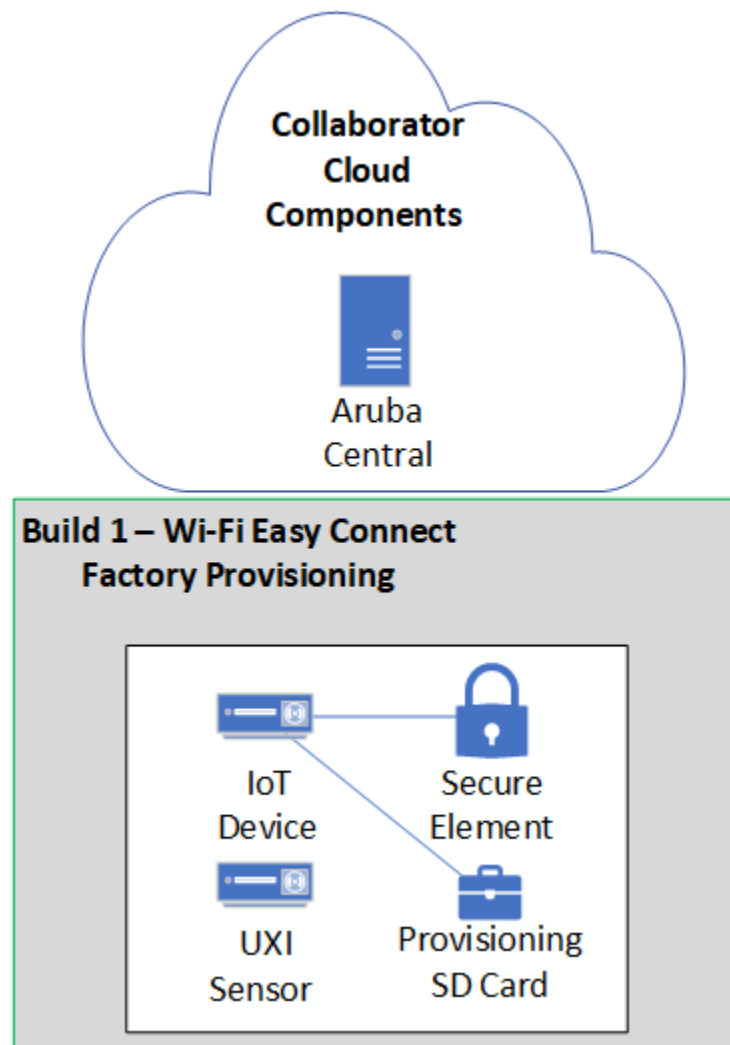 Collaborator
Cloud
Components
Aruba
Central
Build 1 – Wi-Fi Easy Connect
Factory Provisioning
IoT
Device
Secure
Element
UXI
Sensor
Provisioning
SD Card